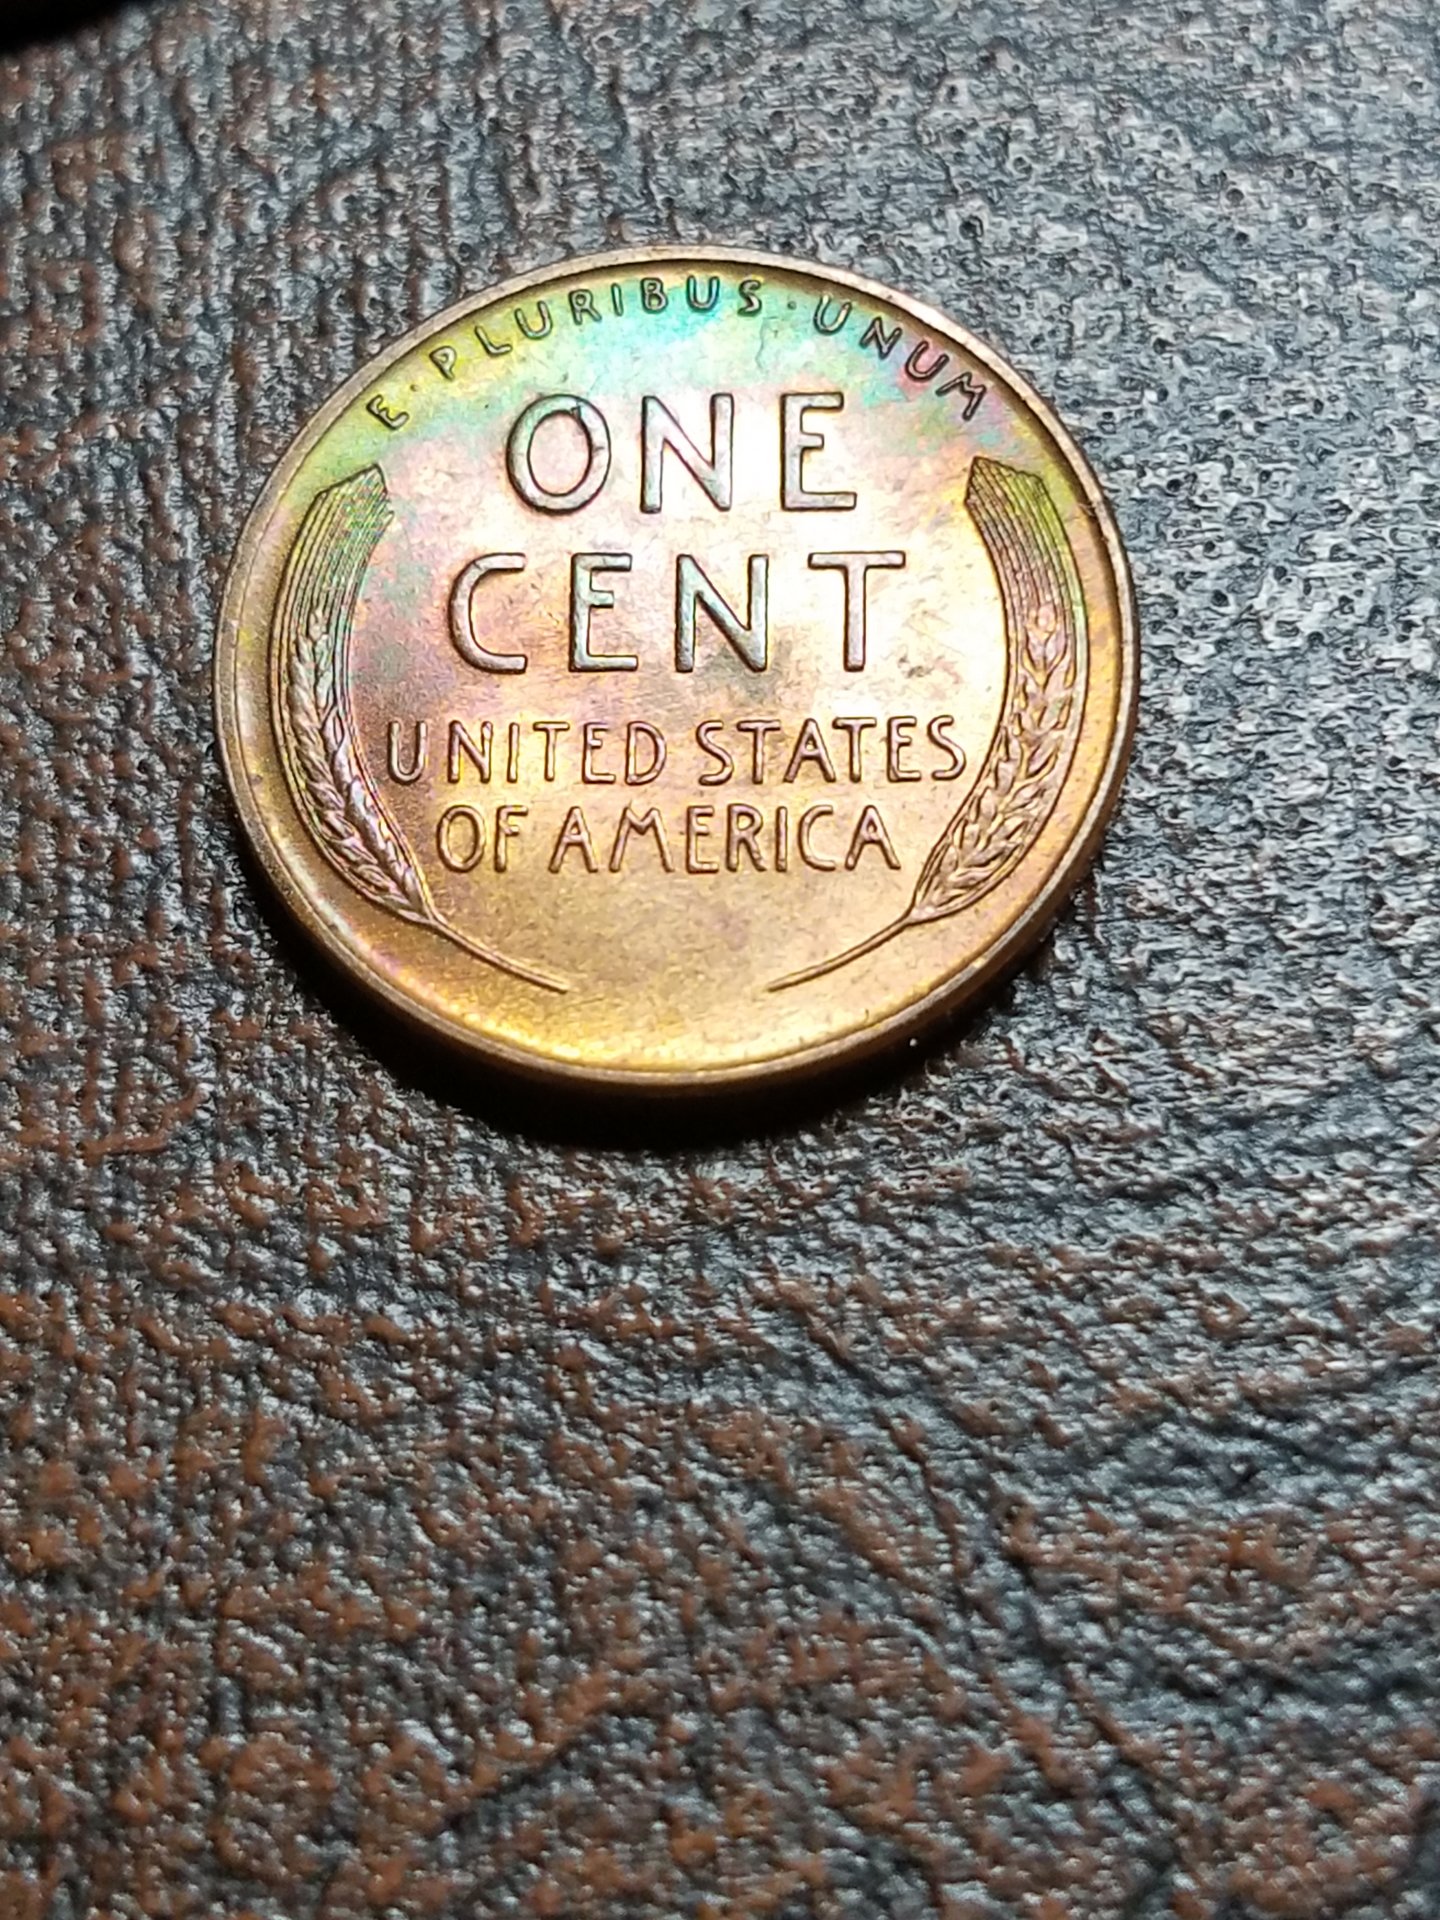 E·PLURIBUS·UNUM
ONE
CENT
UNITED STATES
OF AMERICA